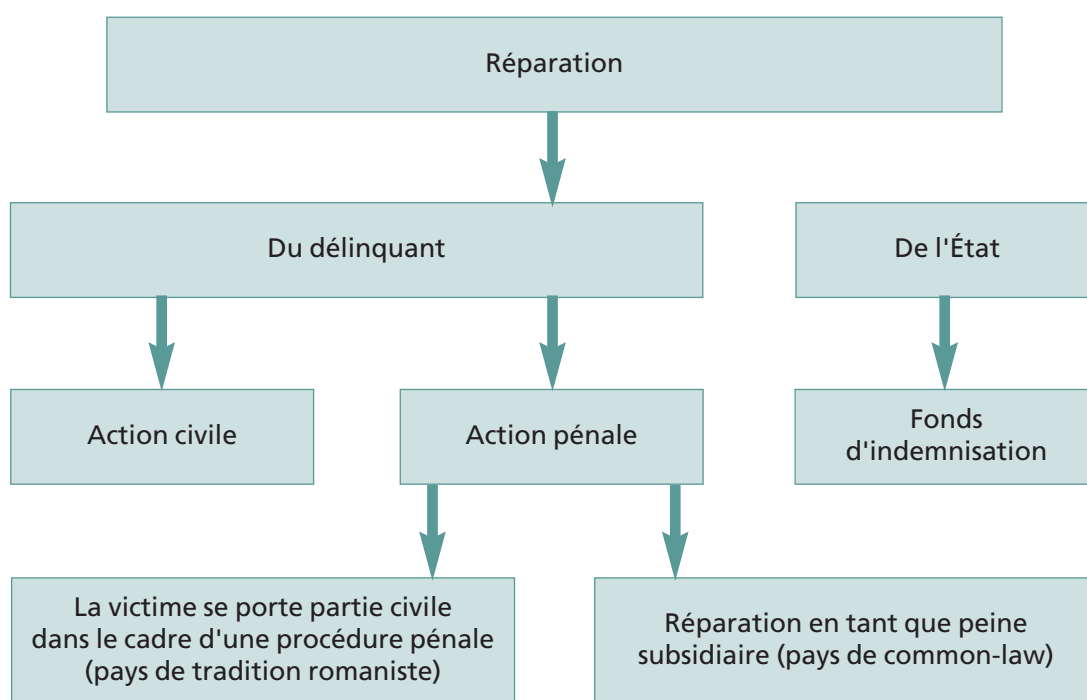 Réparation
Du délinquant
De l'État
Action civile
Action pénale
Fonds
d'indemnisation
La victime se porte partie civile
dans le cadre d'une procédure pénale
(pays de tradition romaniste)
Réparation en tant que peine
subsidiaire (pays de common-law)